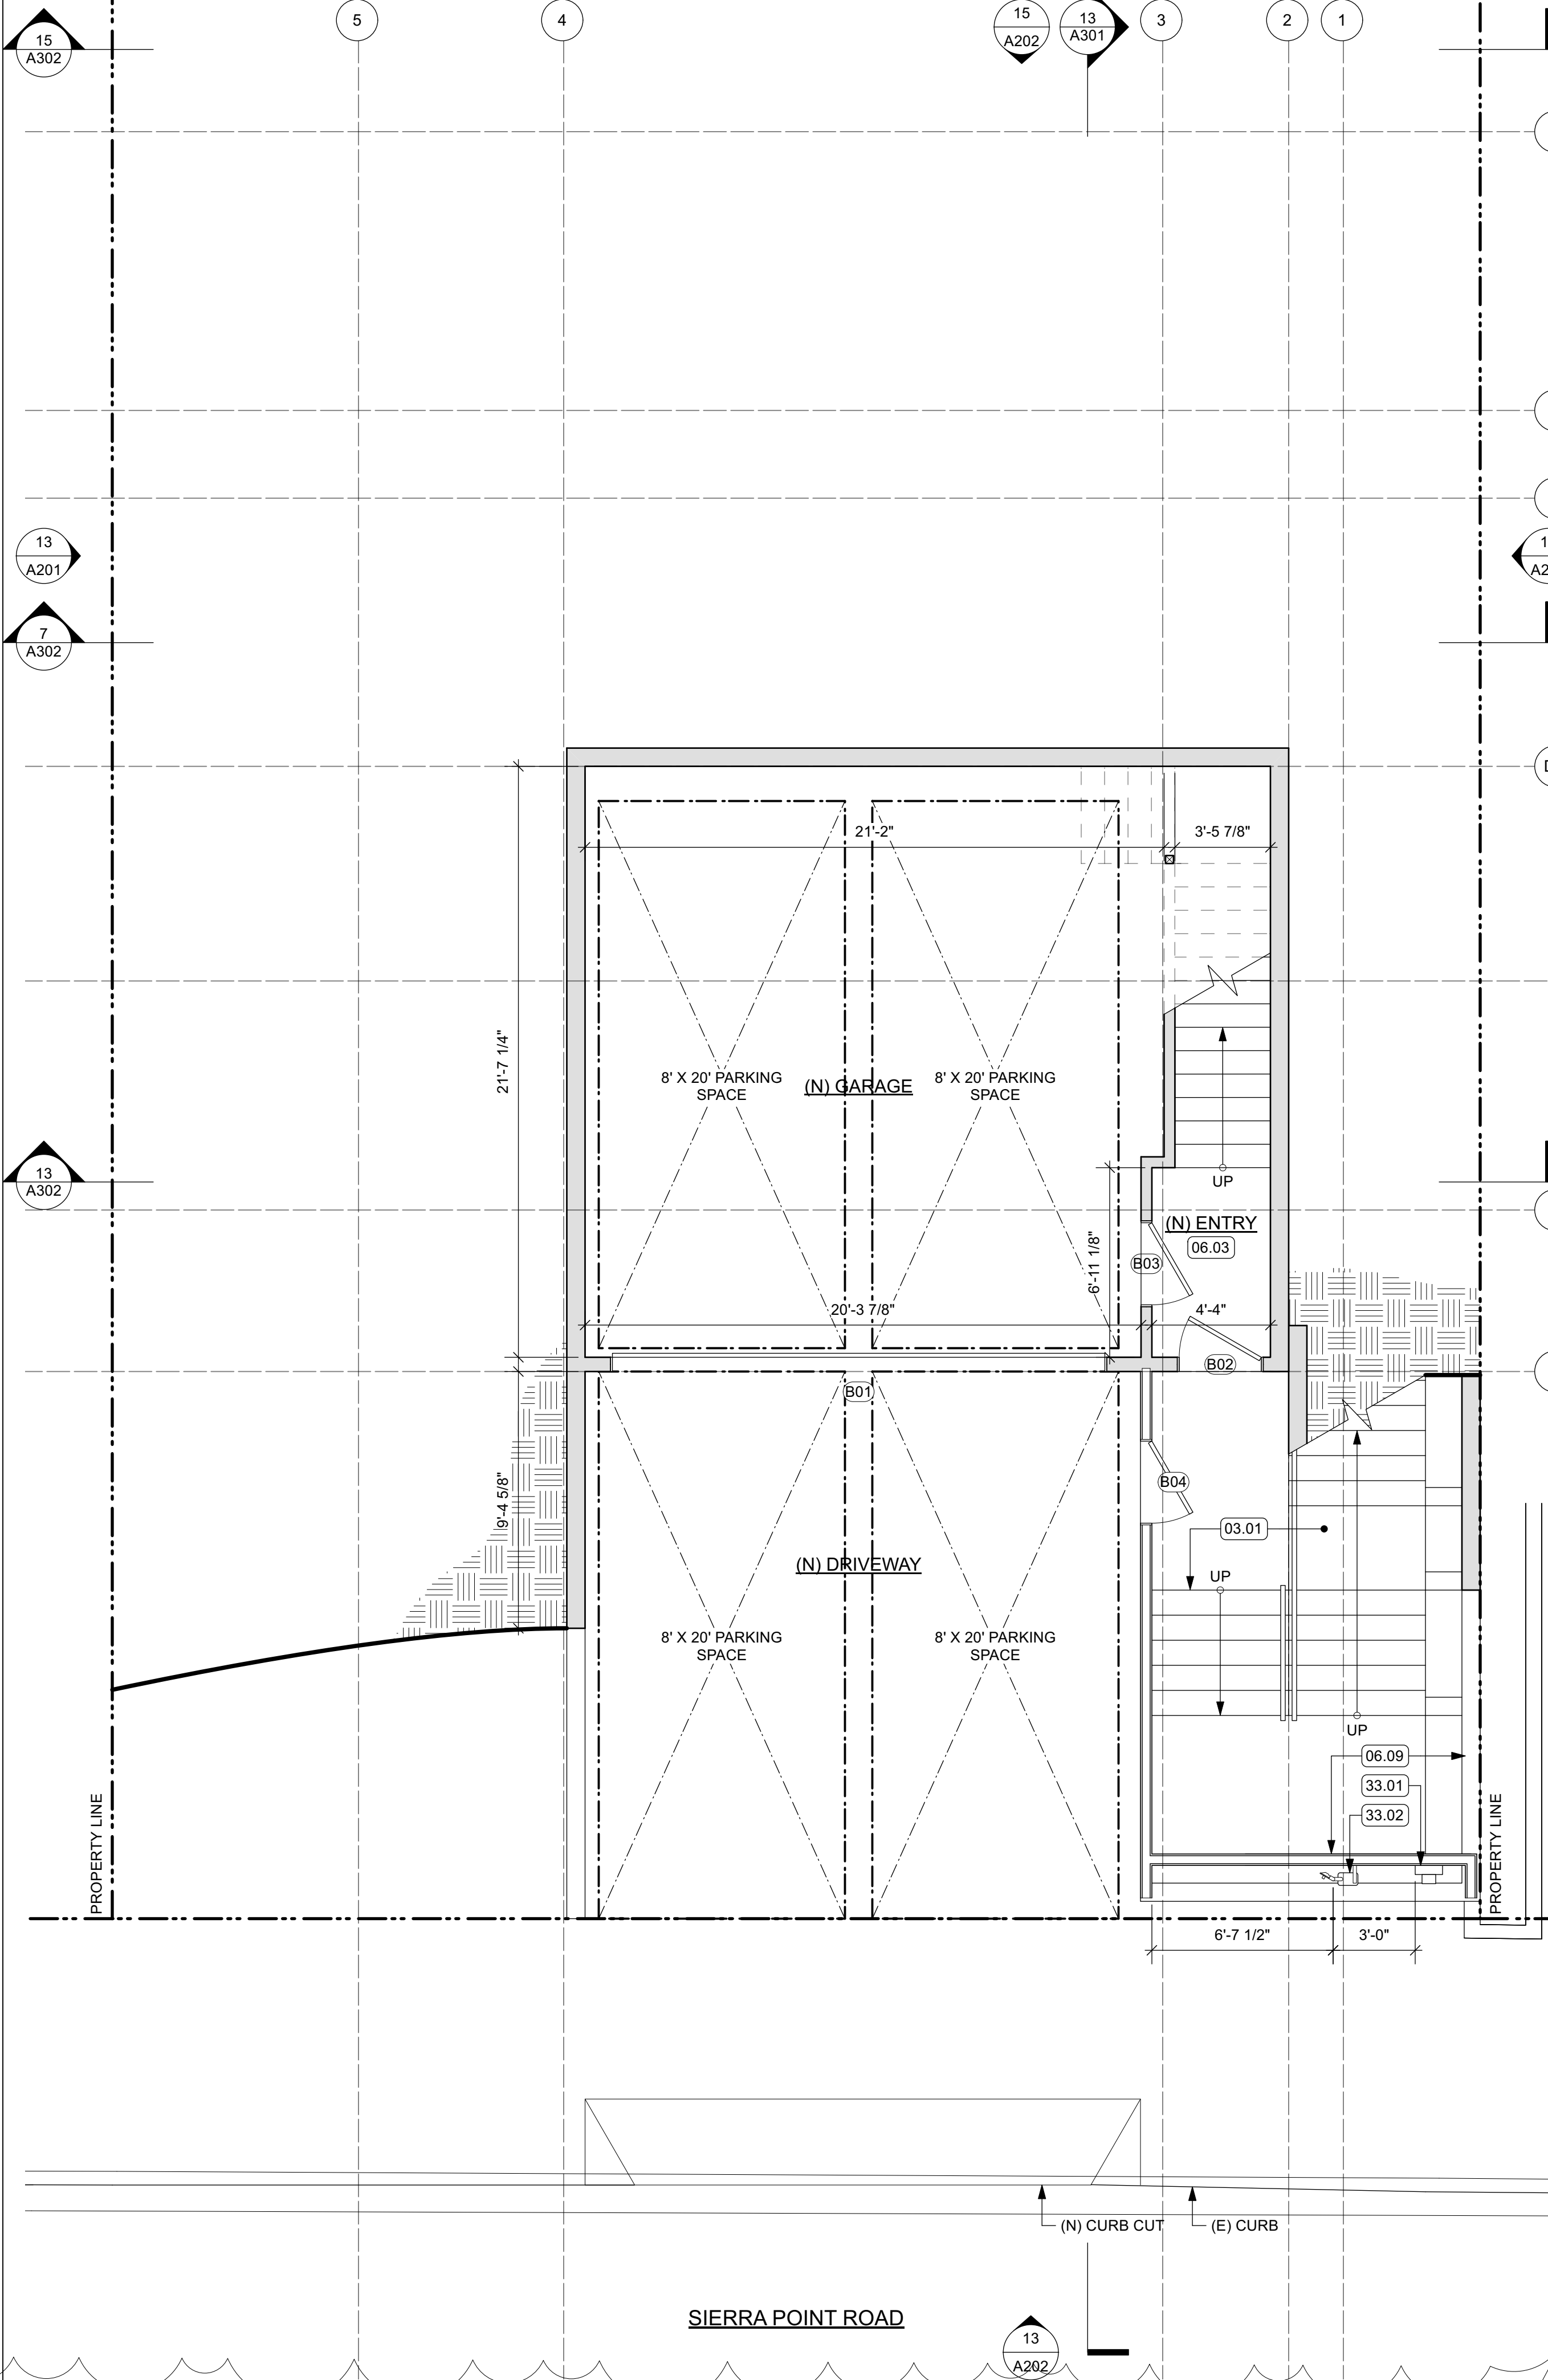 5
4
15
A202
13
A301
3
2
1
15
A302
13
A201
7
A302
D
21'-2"
3'-5 7/8"
21'-7 1/4"
8' X 20' PARKING
SPACE
(N) GARAGE
8' X 20' PARKING
SPACE
13
A302
UP
(N) ENTRY
06.03
B03
6'-11 1/8"
20'-3 7/8"
4'-4"
B02
B01
B04
9'-4 5/8"
03.01
(N) DRIVEWAY
UP
8' X 20' PARKING
SPACE
8' X 20' PARKING
SPACE
UP
06.09
33.01
33.02
PROPERTY LINE
PROPERTY LINE
6'-7 1/2"
3'-0"
(N) CURB CUT
(E) CURB
SIERRA POINT ROAD
13
A202